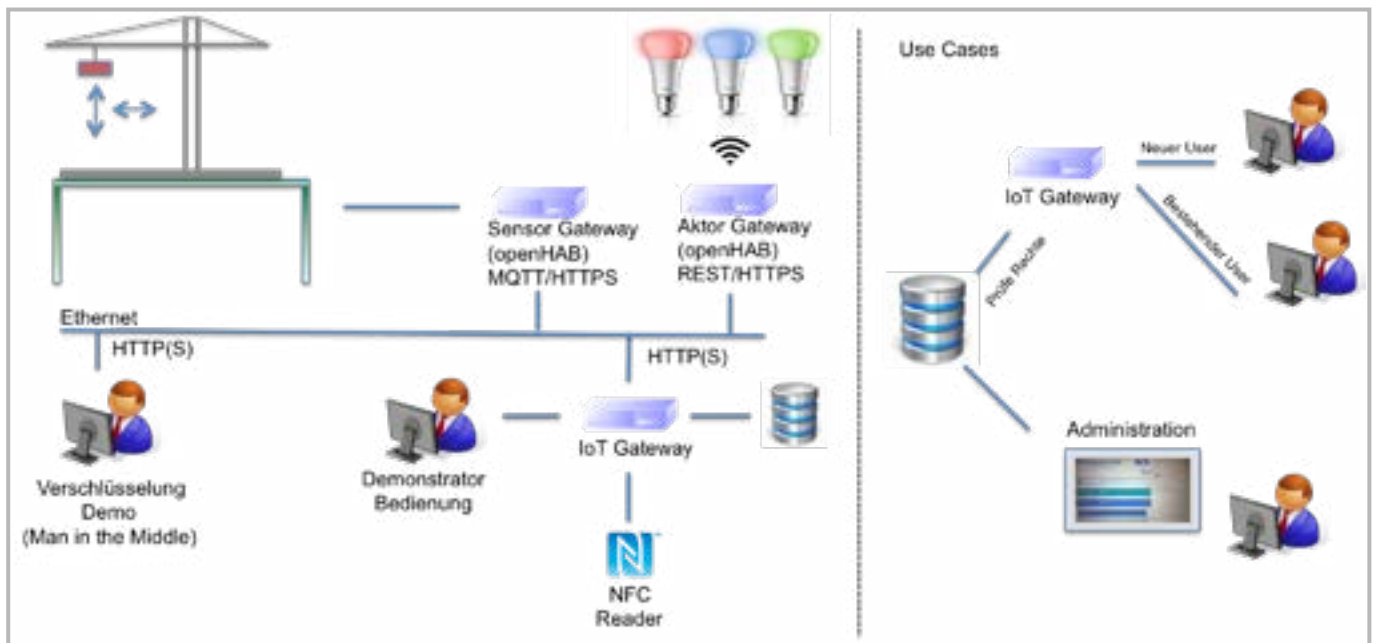 Sensor Gateway
(openHAB)
MQTT/HTTPS
Aktor Gateway
(openHAB)
REST/HTTPS
Ethernet
HTTP(S)
HTTP(S)
Verschlüsselung
Demo
(Man in the Middle)
Demonstrator
Bedienung
IoT Gateway
NFC
Reader
Use Cases
Neuer User
IoT Gateway
Bestehender User
Prüfe Rechte
Administration